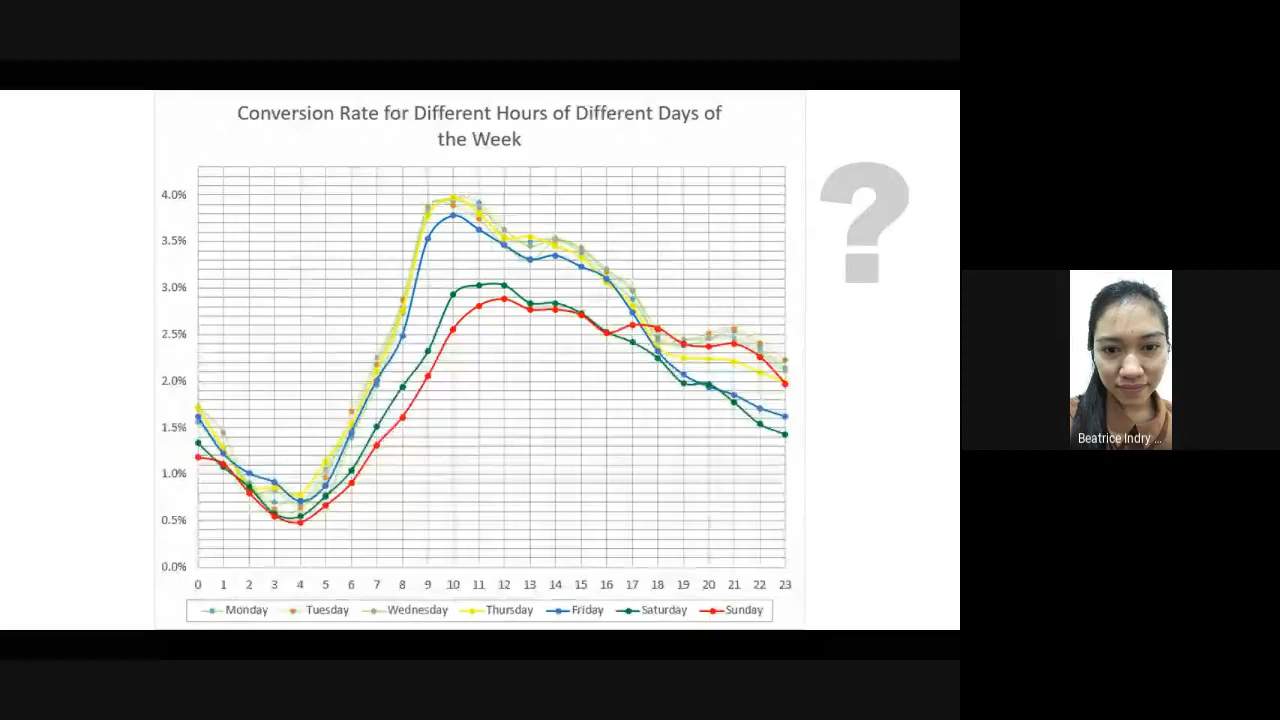 Conversion Rate for Different Hours of Different Days of
the Week
?
4.0%
3.5%
3.0%
2.5%
2.0%
1.5%
1.0%
0.5%
0.0%
0 1 2 3 4 5 6 7 8 9 10 11 12 13 14 15 16 17 18 19 20 21 22 23
Monday Tuesday Wednesday Thursday Friday Saturday Sunday
Beatrice Indry ...